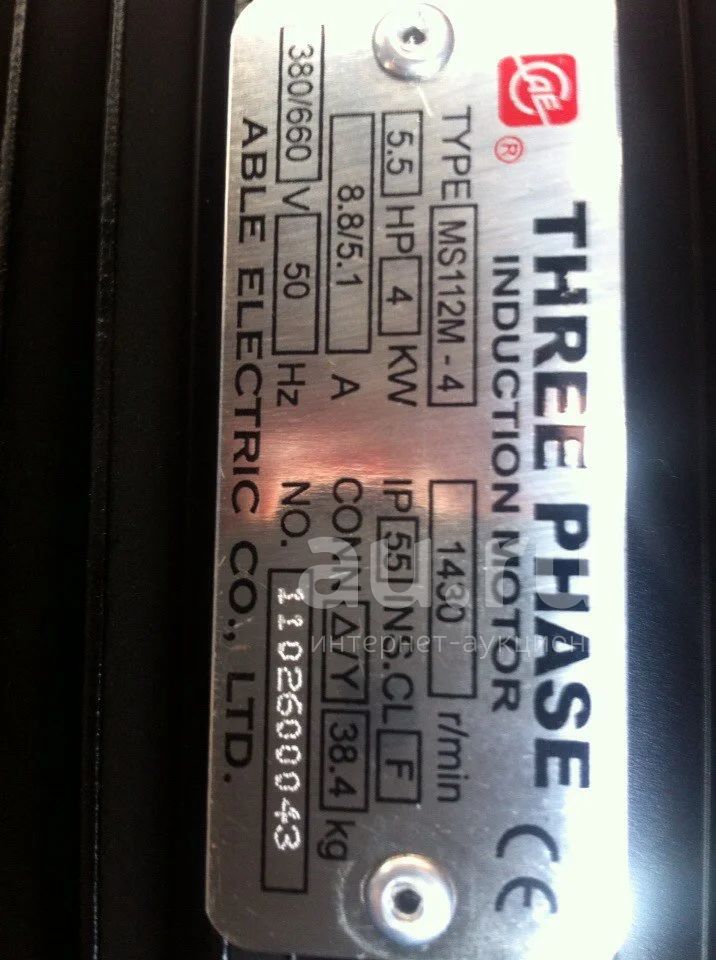 AE
®
THREE PHASE
INDUCTION MOTOR
CE
TYPE MS112M-4 1430 r/min
5.5 HP 4 KW IP 55 INS.CL F
8.8/5.1 A CONN Δ/Y 38.4 kg
380/660 V 50 Hz NO. 1102600043
ABLE ELECTRIC CO., LTD.
au.ru
интернет-аукцион